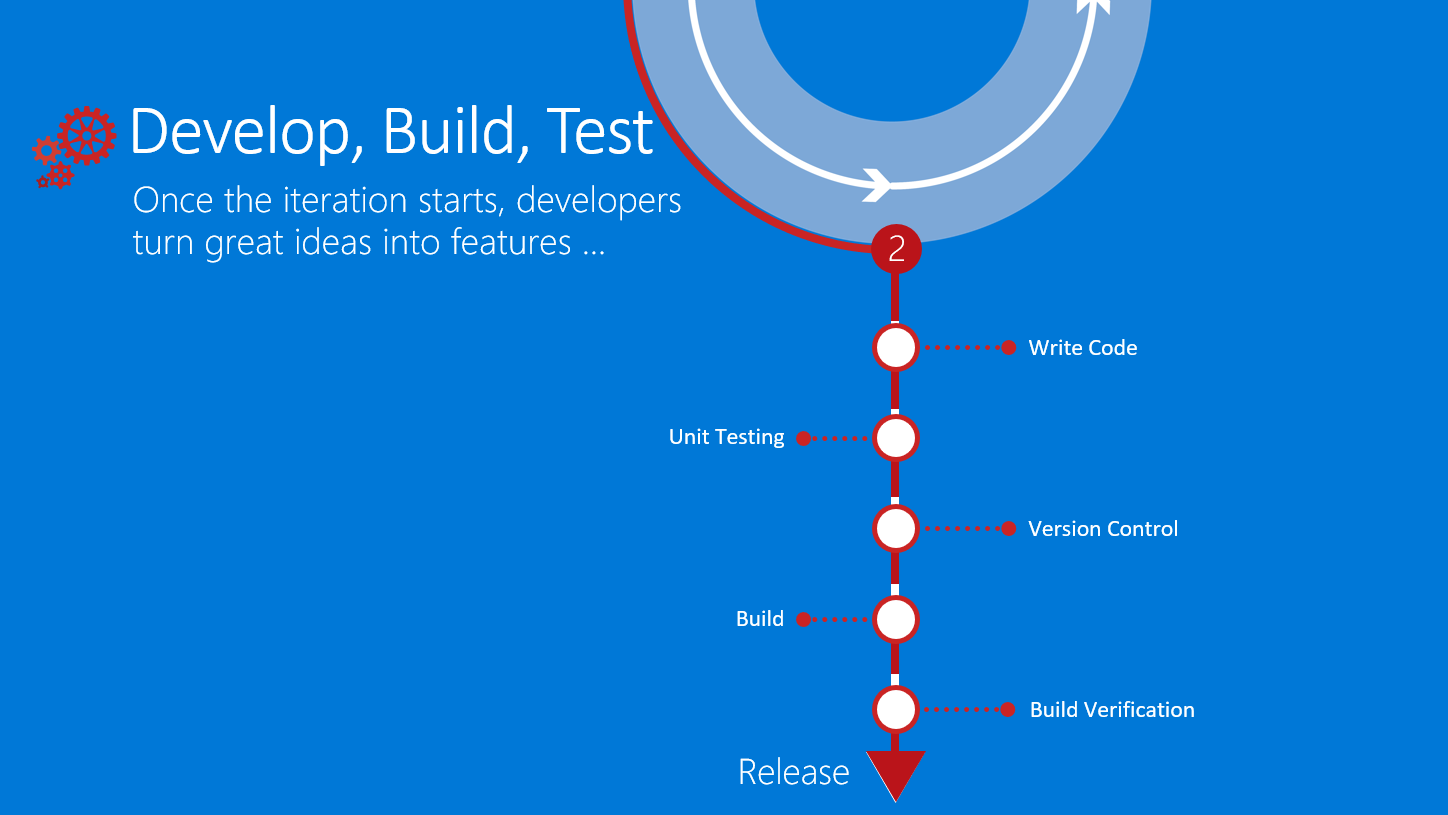 Develop, Build, Test
Once the iteration starts, developers
turn great ideas into features ...
2
Write Code
Unit Testing
Version Control
Build
Build Verification
Release